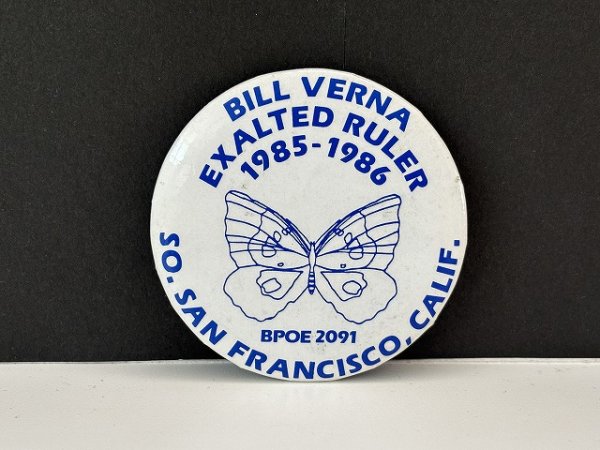 BILL VERNA
EXALTED RULER
1985-1986
BPOE 2091
SO. SAN FRANCISCO, CALIF.